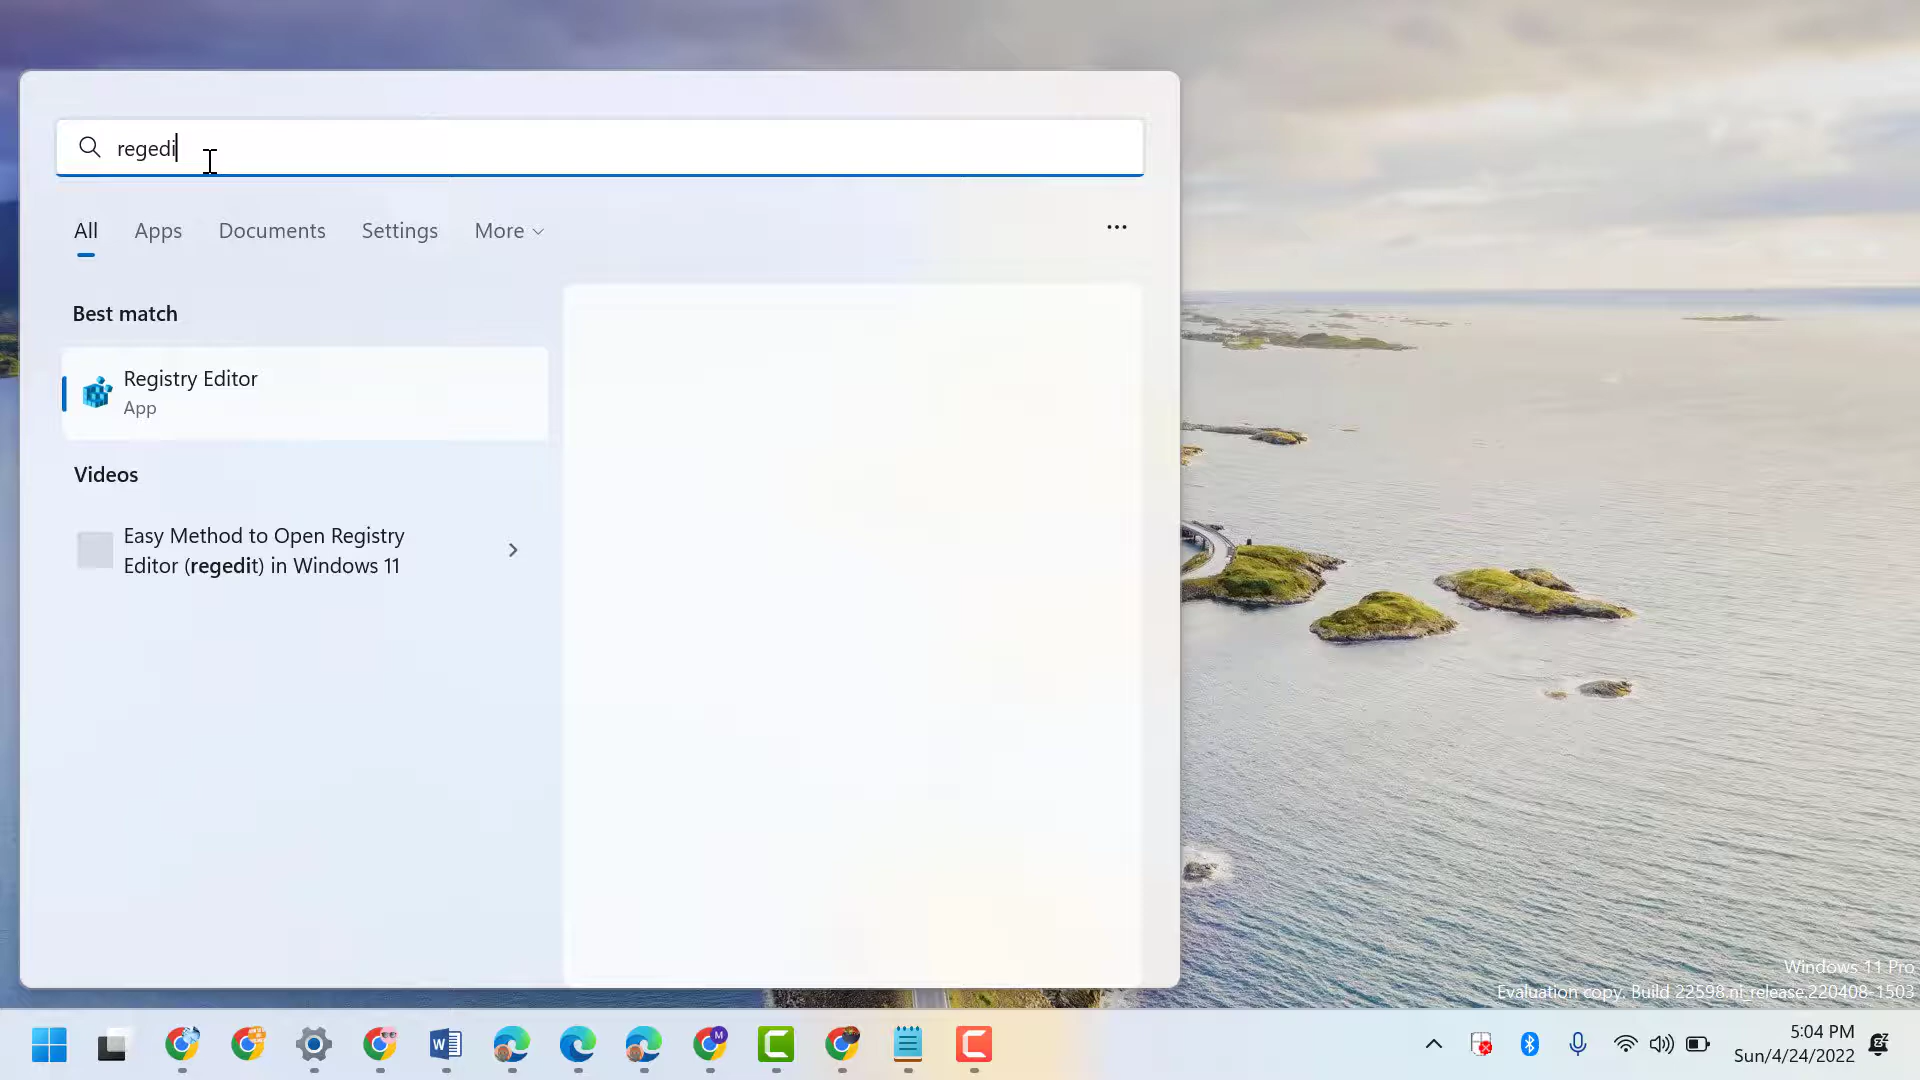 regedi
All Apps Documents Settings More
Best match
Registry Editor
App
Videos
Easy Method to Open Registry
Editor (regedit) in Windows 11
Windows 11 Pro
Evaluation copy. Build 22598.ni_release.220408-1503
M
5:04 PM
Sun/4/24/2022